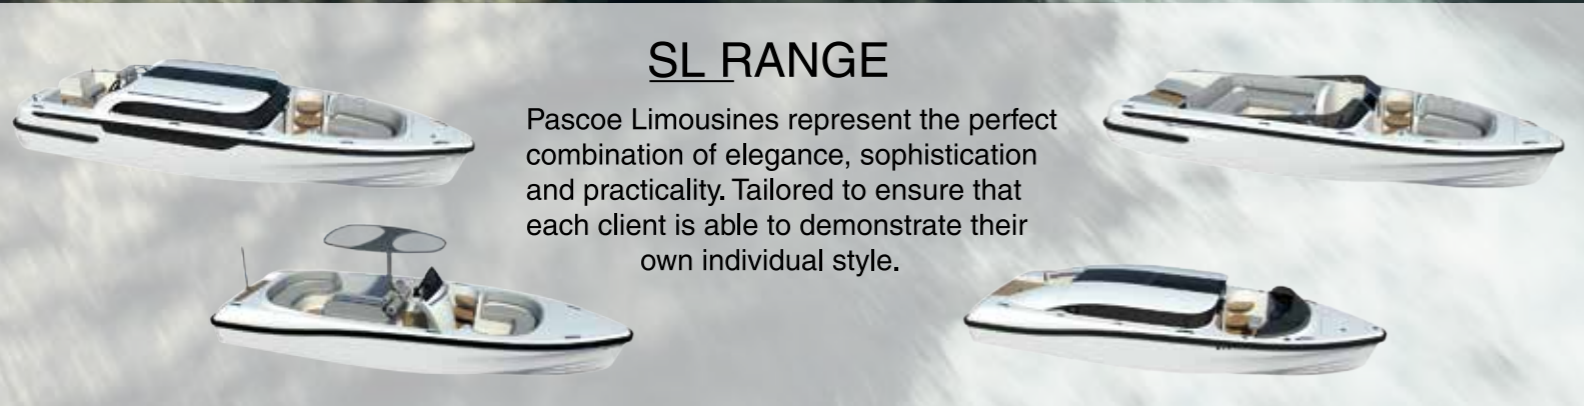 SL RANGE
Pascoe Limousines represent the perfect
combination of elegance, sophistication
and practicality. Tailored to ensure that
each client is able to demonstrate their
own individual style.